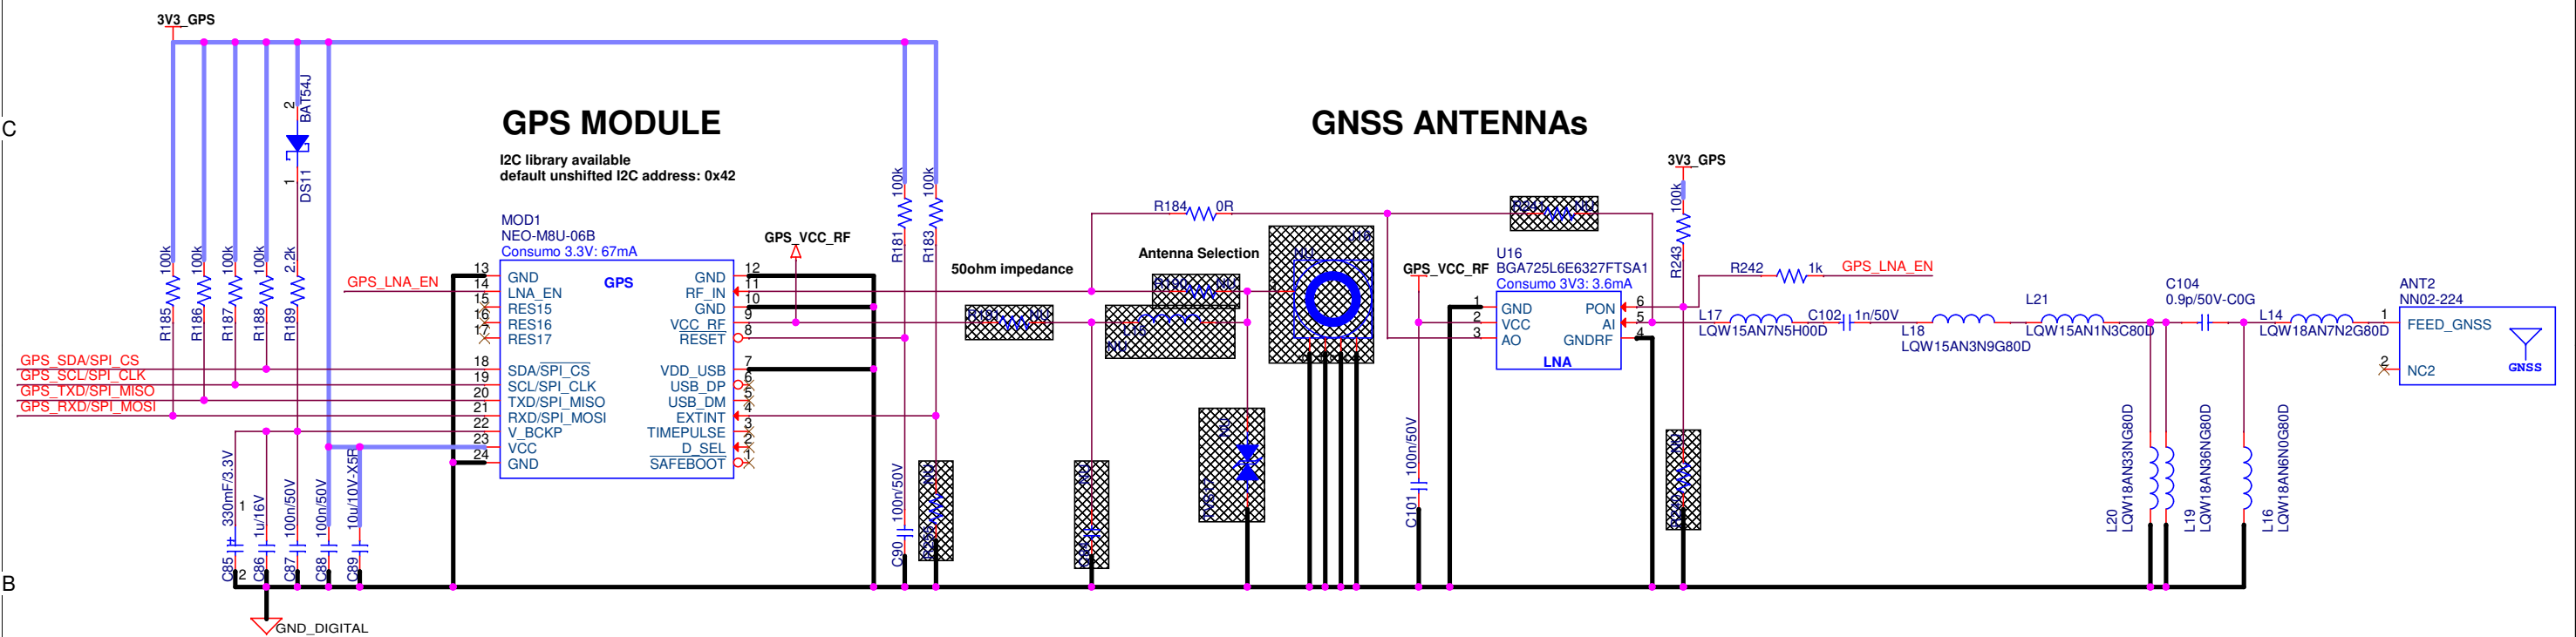 3V3_GPS
C
B
GPS MODULE
I2C library available
default unshifted I2C address: 0x42
GNSS ANTENNAs
BAT54J
2
1
DS11
100k
R185
100k
R186
100k
R187
100k
R188
2.2k
R189
MOD1
NEO-M8U-06B
Consumo 3.3V: 67mA
GPS
GPS_LNA_EN
GPS_SDA/SPI_CS
GPS_SCL/SPI_CLK
GPS_TXD/SPI_MISO
GPS_RXD/SPI_MOSI
13 GND
14 LNA_EN
15 RES15
16 RES16
17 RES17
18 SDA/SPI_CS
19 SCL/SPI_CLK
20 TXD/SPI_MISO
21 RXD/SPI_MOSI
22 V_BCKP
23 VCC
24 GND
GND 12
RF_IN 11
GND 10
VCC_RF 9
RESET 8
VDD_USB 7
USB_DP 6
USB_DM 5
EXTINT 4
TIMEPULSE 3
D_SEL 2
SAFEBOOT 1
330mF/3.3V
1
2
C85
1u/16V
C86
100n/50V
C87
100n/50V
C88
10u/10V-X5R
C89
GND_DIGITAL
GPS_VCC_RF
100k
R181
100k
R183
100n/50V
C90
50ohm impedance
Antenna Selection
R184 0R
GPS_VCC_RF
100n/50V
C101
U16
BGA725L6E6327FTSA1
Consumo 3V3: 3.6mA
1 GND
2 VCC
3 AO
PON 6
AI 5
GNDRF 4
LNA
3V3_GPS
100k
R243
R242 1k
GPS_LNA_EN
L17
LQW15AN7N5H00D
C102 1n/50V
L18
LQW15AN3N9G80D
L21
LQW15AN1N3C80D
C104
0.9p/50V-C0G
L14
LQW18AN7N2G80D
L20
LQW18AN33NG80D
L19
LQW18AN36NG80D
L16
LQW18AN6N0G80D
ANT2
NN02-224
1 FEED_GNSS
2 NC2
GNSS